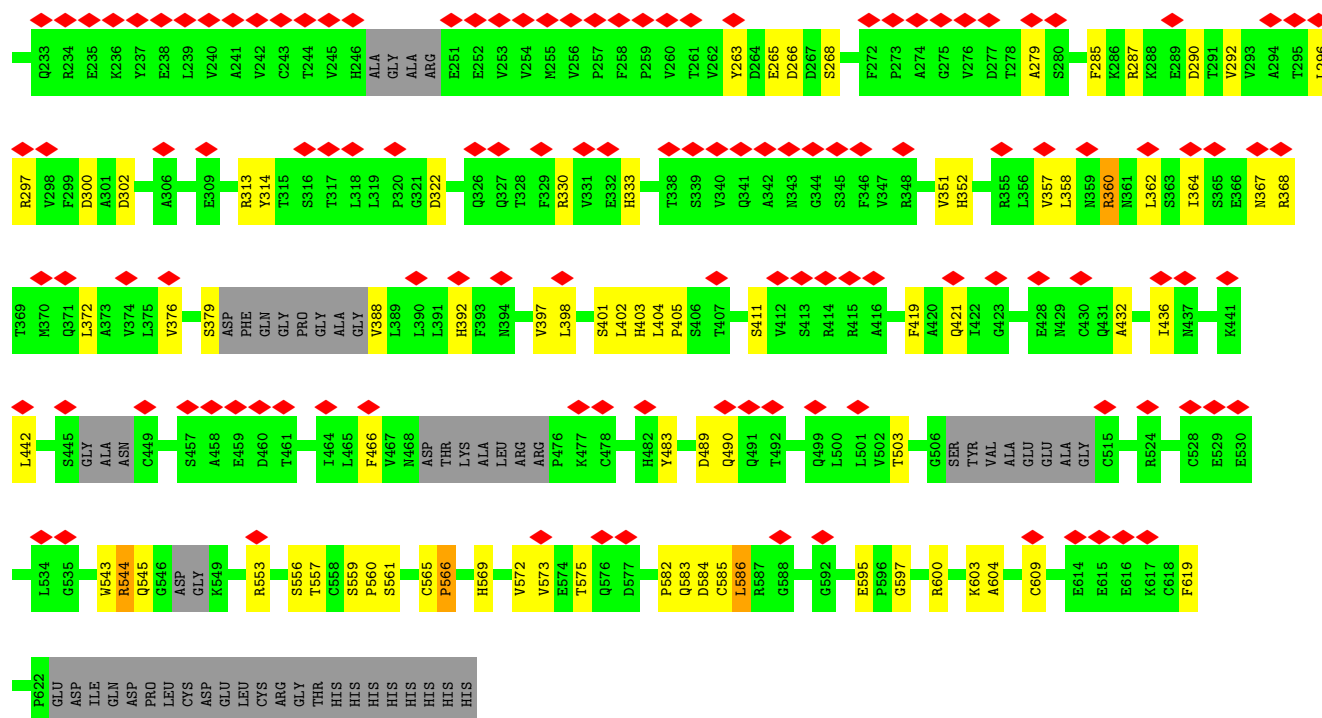 Q233 R234 E235 K236 Y237 E238 L239 V240 A241 V242 C243 T244 V245 H246 ALA GLY ALA ARG E251 E252 V253 V254 M255 V256 P257 F258 P259 V260 T261 V262 Y263 D264 E265 D266 D267 S268 F272 P273 A274 G275 V276 D277 T278 A279 S280 F285 K286 R287 K288 E289 D290 T291 V292 V293 A294 T295 L296
R297 V298 F299 D300 A301 D302 A306 E309 R313 Y314 T315 S316 T317 L318 L319 P320 G321 D322 Q326 Q327 T328 F329 R330 V331 E332 H333 T338 S339 V340 Q341 A342 N343 G344 S345 F346 V347 R348 V351 H352 R355 L356 V357 L358 N359 R360 N361 L362 S363 I364 S365 E366 N367 R368
T369 M370 Q371 L372 A373 V374 L375 V376 S379 ASP PHE GLN GLY PRO GLY ALA GLY V388 L389 L390 L391 H392 F393 N394 V397 L398 S401 L402 H403 L404 P405 S406 T407 S411 V412 S413 R414 R415 A416 F419 A420 Q421 I422 G423 E428 N429 C430 Q431 A432 I436 N437 K441
L442 S445 GLY ALA ASN C449 S457 A458 E459 D460 T461 I464 L465 F466 V467 N468 ASP THR LYS ALA LEU ARG ARG P476 K477 C478 H482 Y483 D489 Q490 Q491 T492 Q499 L500 L501 V502 T503 G506 SER TYR VAL ALA GLU GLU ALA GLY C515 R524 C528 E529 E530
L534 G535 W543 R544 Q545 G546 ASP GLY K549 R553 S556 T557 C558 S559 P560 S561 C565 P566 H569 V572 V573 E574 T575 Q576 D577 P582 Q583 D584 C585 L586 R587 G588 G592 E595 P596 G597 R600 K603 A604 C609 E614 E615 E616 K617 C618 F619
P622 GLU ASP ILE GLN ASP PRO LEU CYS ASP GLU LEU CYS ARG GLY THR HIS HIS HIS HIS HIS HIS HIS HIS